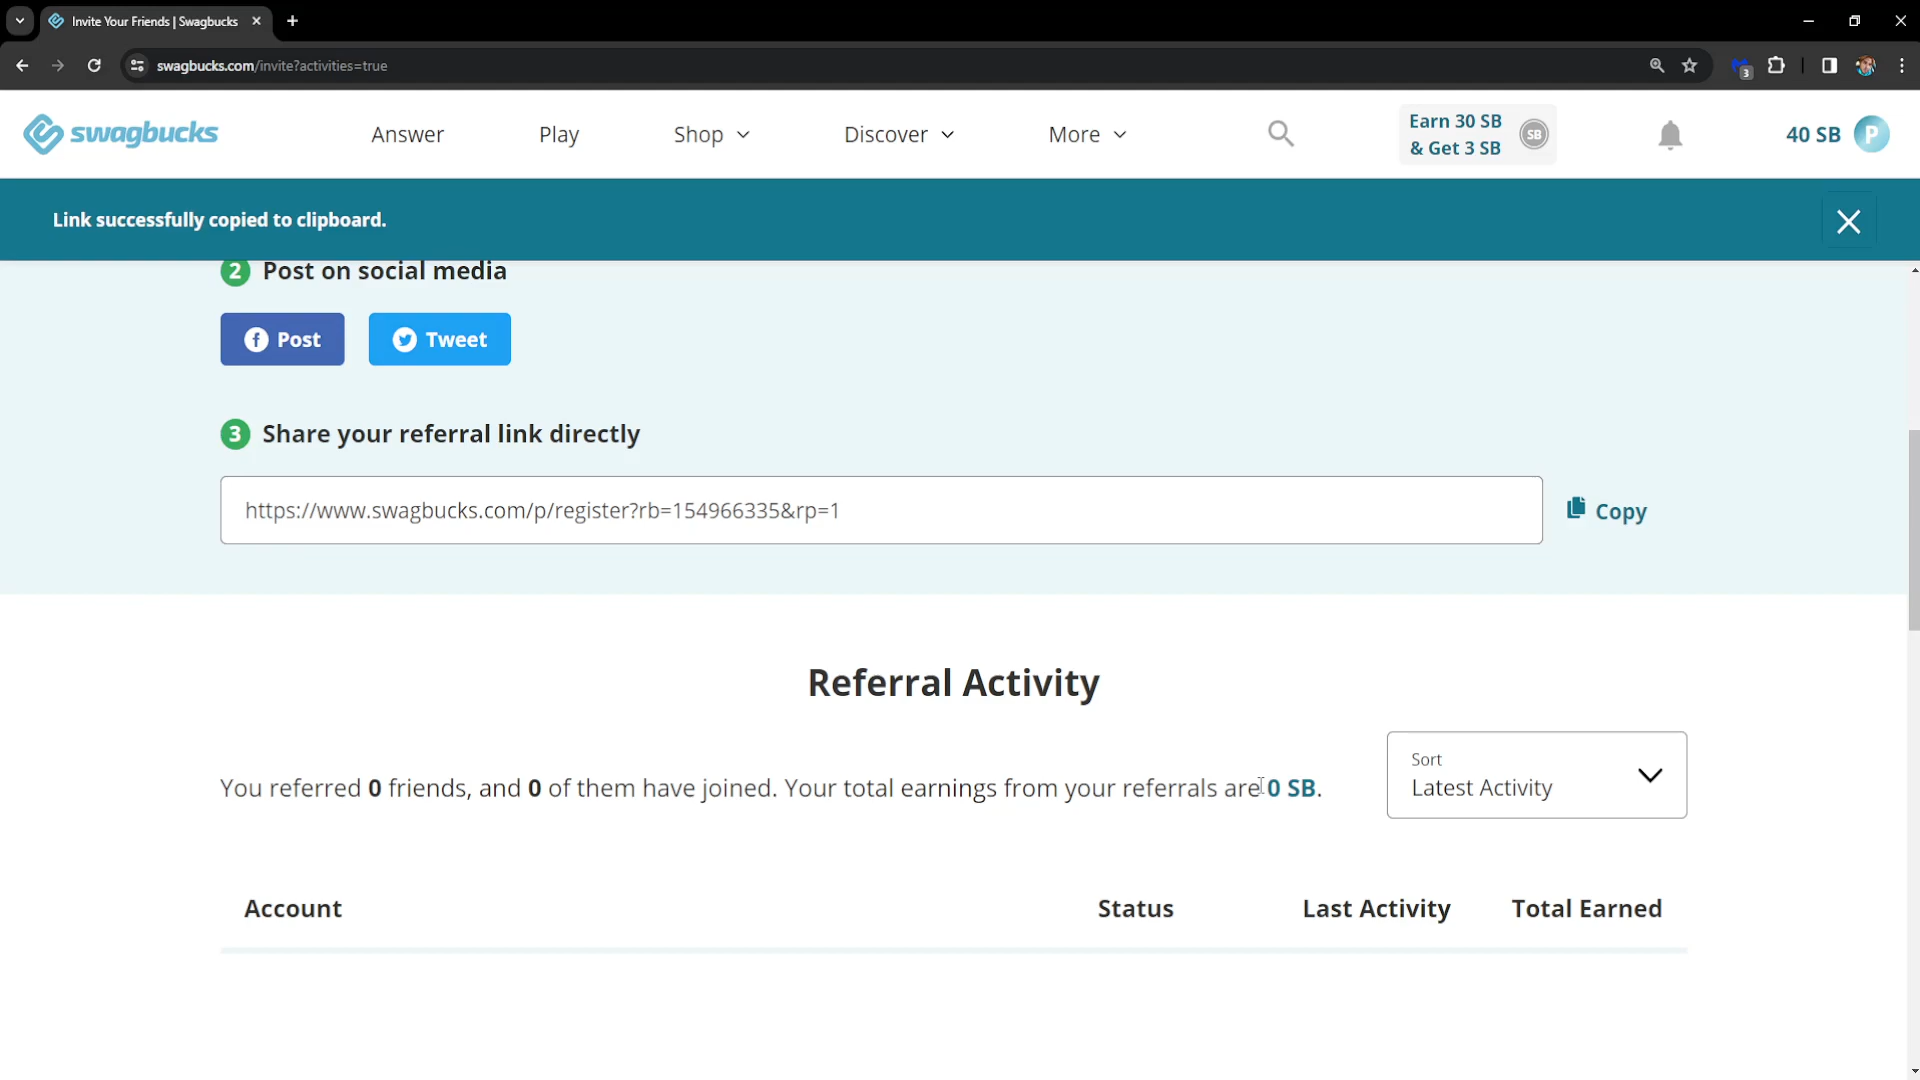 Invite Your Friends | Swagbucks
swagbucks.com/invite?activities=true
3
swagbucks
Answer
Play
Shop
Discover
More
Earn 30 SB
& Get 3 SB
SB
40 SB
P
Link successfully copied to clipboard.
2 Post on social media
Post
Tweet
3 Share your referral link directly
https://www.swagbucks.com/p/register?rb=154966335&rp=1
Copy
Referral Activity
Sort
You referred 0 friends, and 0 of them have joined. Your total earnings from your referrals are 0 SB.
Latest Activity
Account
Status
Last Activity
Total Earned